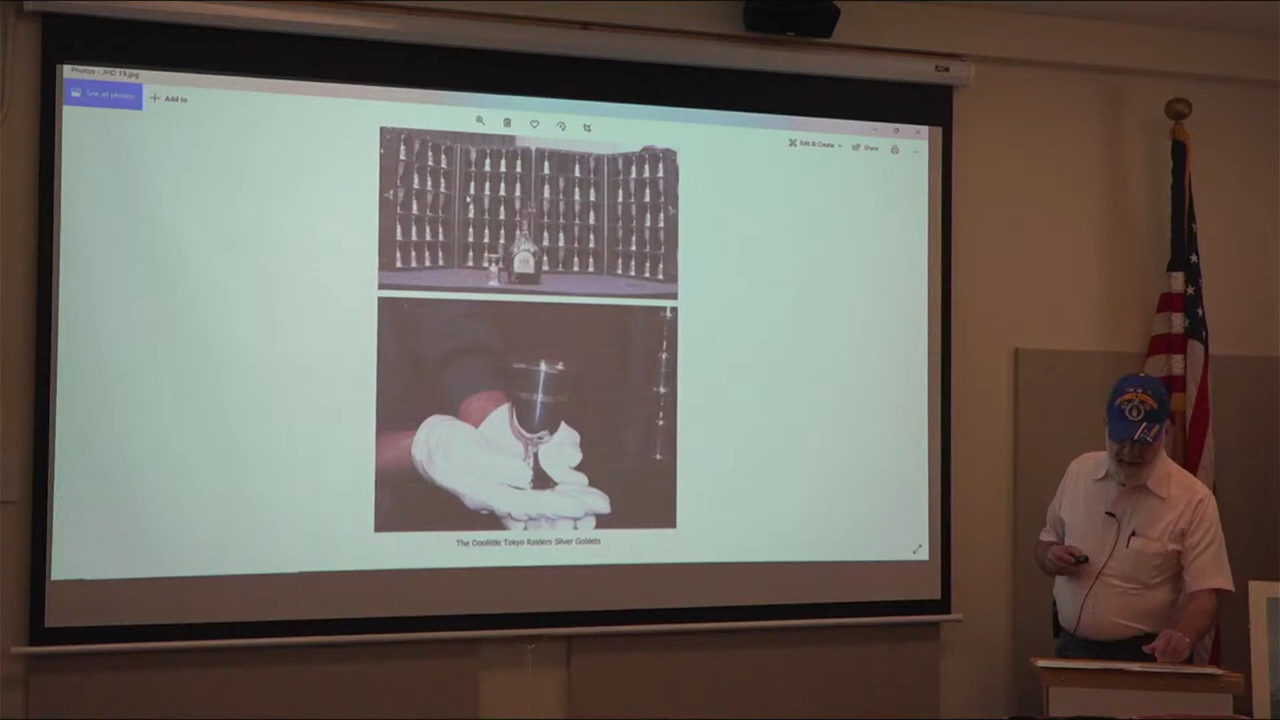 Photos - JHD 19.jpg
See all photos
Add to
Edit & Create
Share
The Doolittle Tokyo Raiders Silver Goblets